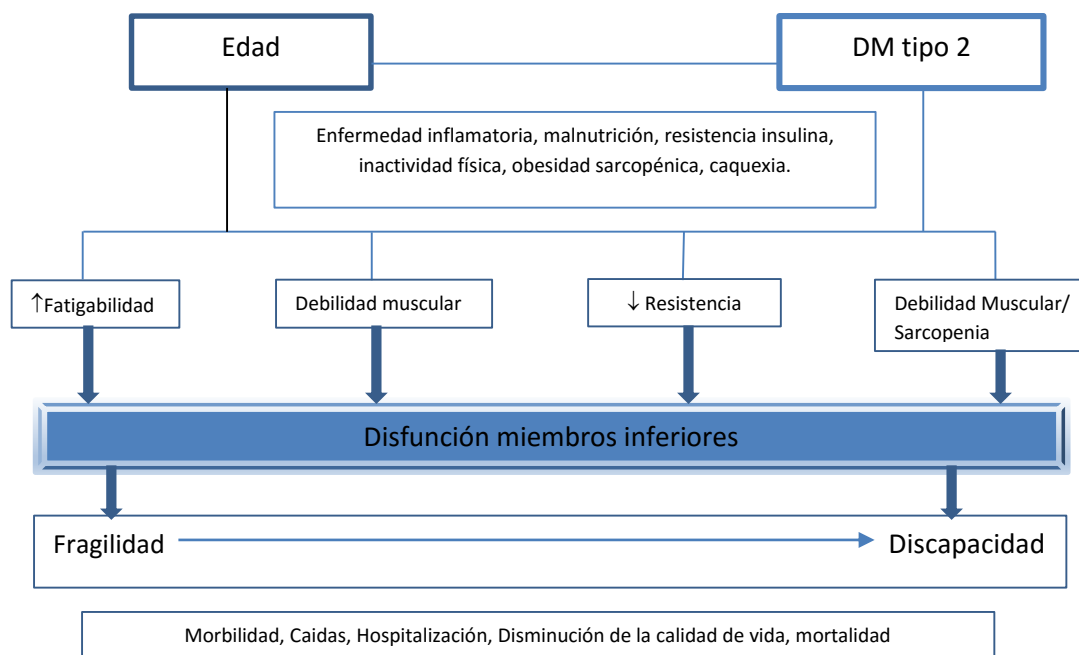 Edad
DM tipo 2
Enfermedad inflamatoria, malnutrición, resistencia insulina,
inactividad física, obesidad sarcopénica, caquexia.
↑Fatigabilidad
Debilidad muscular
↓ Resistencia
Debilidad Muscular/
Sarcopenia
Disfunción miembros inferiores
Fragilidad
Discapacidad
Morbilidad, Caidas, Hospitalización, Disminución de la calidad de vida, mortalidad